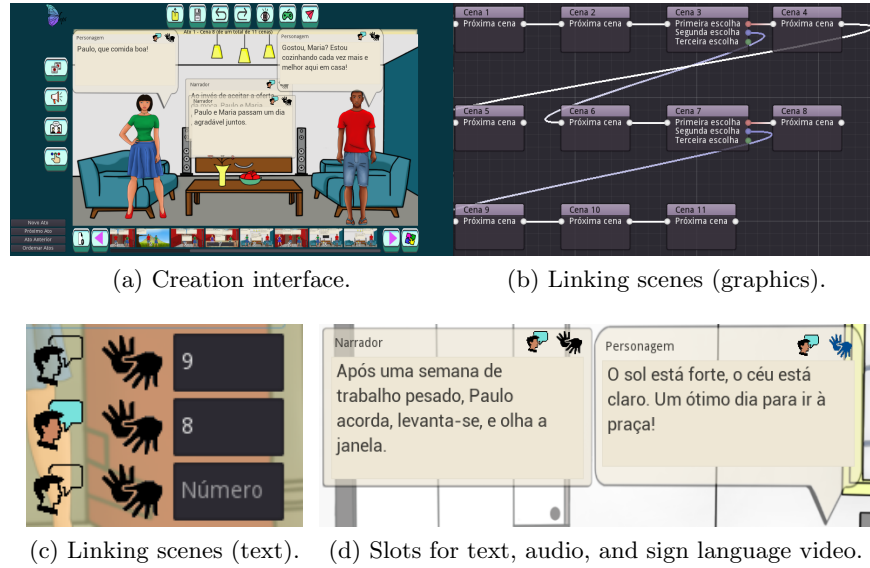 Ato 1 - Cena 8 (de um total de 11 cenas)
Personagem
Paulo, que comida boa!
Personagem
Gostou, Maria? Estou
cozinhando cada vez mais e
melhor aqui em casa!
Narrador
Ao invés de aceitar a oferta
Narrador
Paulo e Maria passam um dia
agradável juntos.
Novo Ato
Próximo Ato
Ato Anterior
Ordenar Atos
Cena 1
Próxima cena
Cena 2
Próxima cena
Cena 3
Primeira escolha
Segunda escolha
Terceira escolha
Cena 4
Próxima cena
Cena 5
Próxima cena
Cena 6
Próxima cena
Cena 7
Primeira escolha
Segunda escolha
Terceira escolha
Cena 8
Próxima cena
Cena 9
Próxima cena
Cena 10
Próxima cena
Cena 11
Próxima cena
(a) Creation interface.
(b) Linking scenes (graphics).
9
8
Número
Narrador
Após uma semana de
trabalho pesado, Paulo
acorda, levanta-se, e olha a
janela.
Personagem
O sol está forte, o céu está
claro. Um ótimo dia para ir à
praça!
(c) Linking scenes (text).
(d) Slots for text, audio, and sign language video.